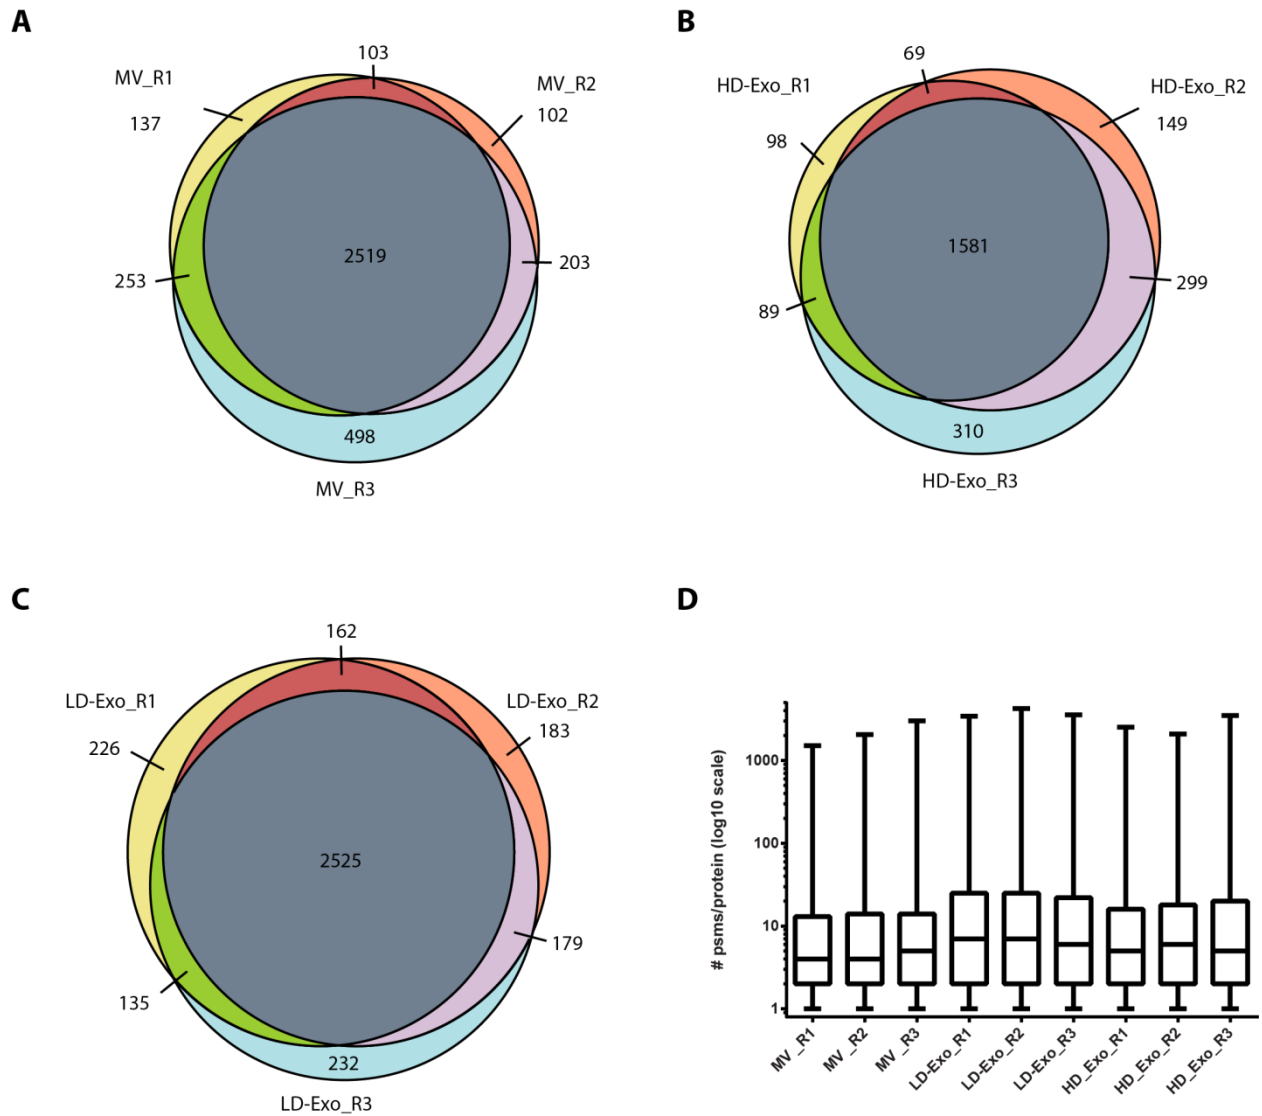 A
103
MV_R1
MV_R2
137
102
2519
253
203
498
MV_R3
B
69
HD-Exo_R1
HD-Exo_R2
98
149
1581
89
299
310
HD-Exo_R3
C
162
LD-Exo_R1
LD-Exo_R2
226
183
2525
135
179
232
LD-Exo_R3
D
# psms/protein (log10 scale)
1000
100
10
1
MV_R1
MV_R2
MV_R3
LD-Exo_R1
LD-Exo_R2
LD-Exo_R3
HD_Exo_R1
HD_Exo_R2
HD_Exo_R3